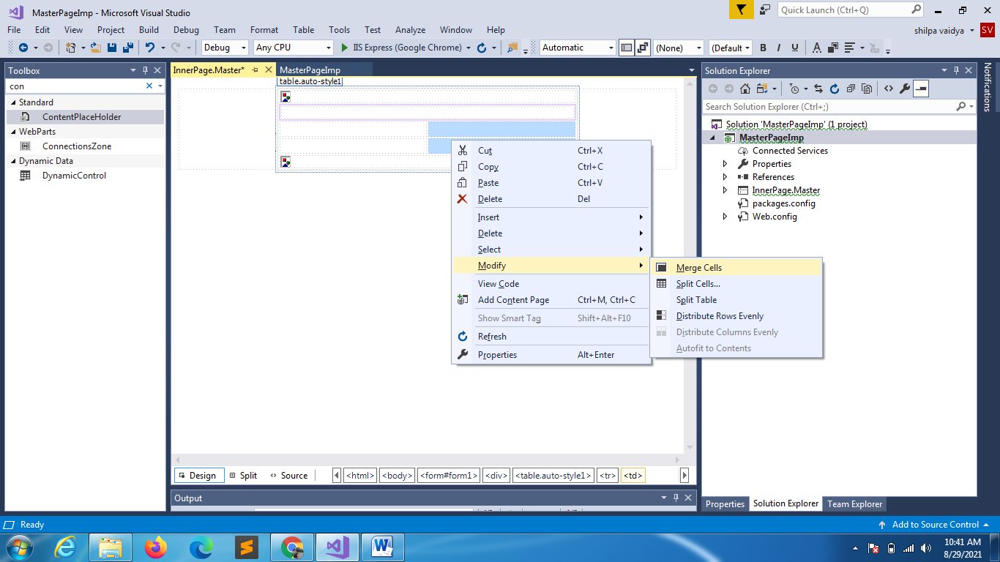 MasterPageImp - Microsoft Visual Studio
Quick Launch (Ctrl+Q)
File Edit View Project Build Debug Team Format Table Tools Test Analyze Window Help
shilpa vaidya SV
Debug Any CPU IIS Express (Google Chrome) Automatic (None) (Default B I U A
Toolbox
con
Standard
ContentPlaceHolder
WebParts
ConnectionsZone
Dynamic Data
DynamicControl
InnerPage.Master* MasterPageImp
table.auto-style1
Cut Ctrl+X
Copy Ctrl+C
Paste Ctrl+V
Delete Del
Insert
Delete
Select
Modify
View Code
Add Content Page Ctrl+M, Ctrl+C
Show Smart Tag Shift+Alt+F10
Refresh
Properties Alt+Enter
Merge Cells
Split Cells...
Split Table
Distribute Rows Evenly
Distribute Columns Evenly
Autofit to Contents
Design Split Source <html> <body> <form#form1> <div> <table.auto-style1> <tr> <td>
Output
Solution Explorer
Search Solution Explorer (Ctrl+;)
Solution 'MasterPageImp' (1 project)
MasterPageImp
Connected Services
Properties
References
InnerPage.Master
packages.config
Web.config
Properties Solution Explorer Team Explorer
Notifications
Ready
Add to Source Control
10:41 AM
8/29/2021